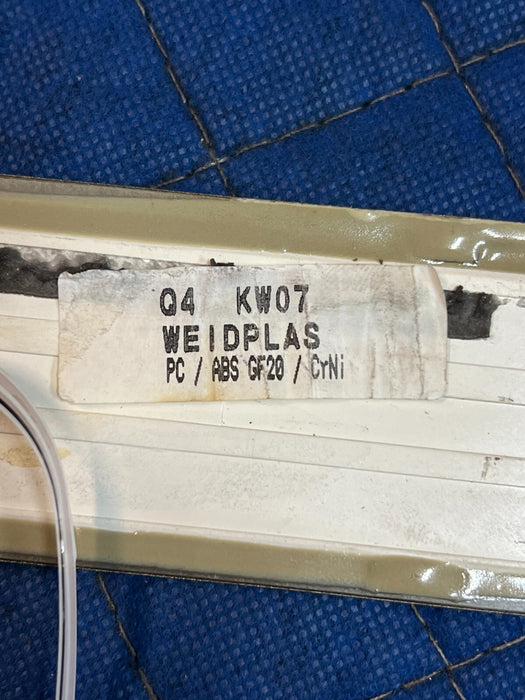 Q4 KW07
WEIDPLAS
PC / ABS GF20 / CrNi